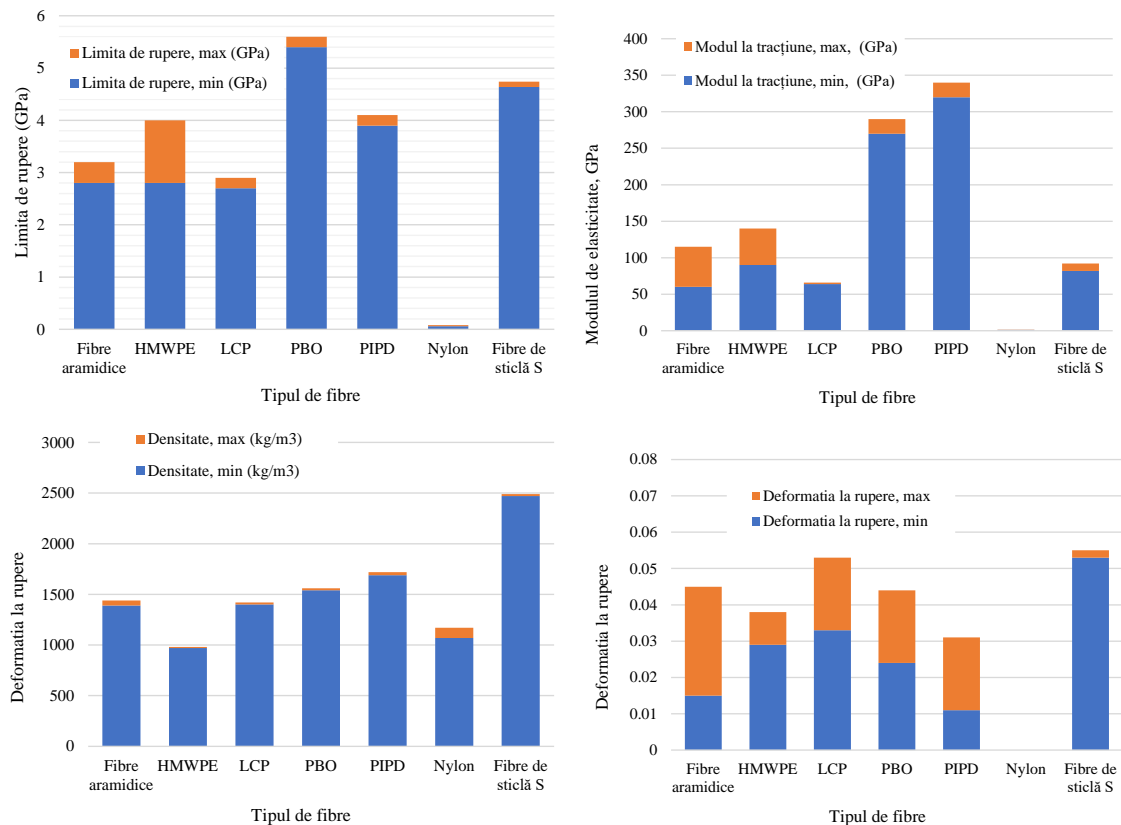 6
5
4
3
2
1
0
Limita de rupere (GPa)
Limita de rupere, max (GPa)
Limita de rupere, min (GPa)
Fibre aramidice
HMWPE
LCP
PBO
PIPD
Nylon
Fibre de sticlă S
Tipul de fibre
400
350
300
250
200
150
100
50
0
Modulul de elasticitate, GPa
Modul la tracțiune, max, (GPa)
Modul la tracțiune, min, (GPa)
Fibre aramidice
HMWPE
LCP
PBO
PIPD
Nylon
Fibre de sticlă S
Tipul de fibre
3000
2500
2000
1500
1000
500
0
Deformatia la rupere
Densitate, max (kg/m3)
Densitate, min (kg/m3)
Fibre aramidice
HMWPE
LCP
PBO
PIPD
Nylon
Fibre de sticlă S
Tipul de fibre
0.08
0.07
0.06
0.05
0.04
0.03
0.02
0.01
0
Deformatia la rupere
Deformatia la rupere, max
Deformatia la rupere, min
Fibre aramidice
HMWPE
LCP
PBO
PIPD
Nylon
Fibre de sticlă S
Tipul de fibre